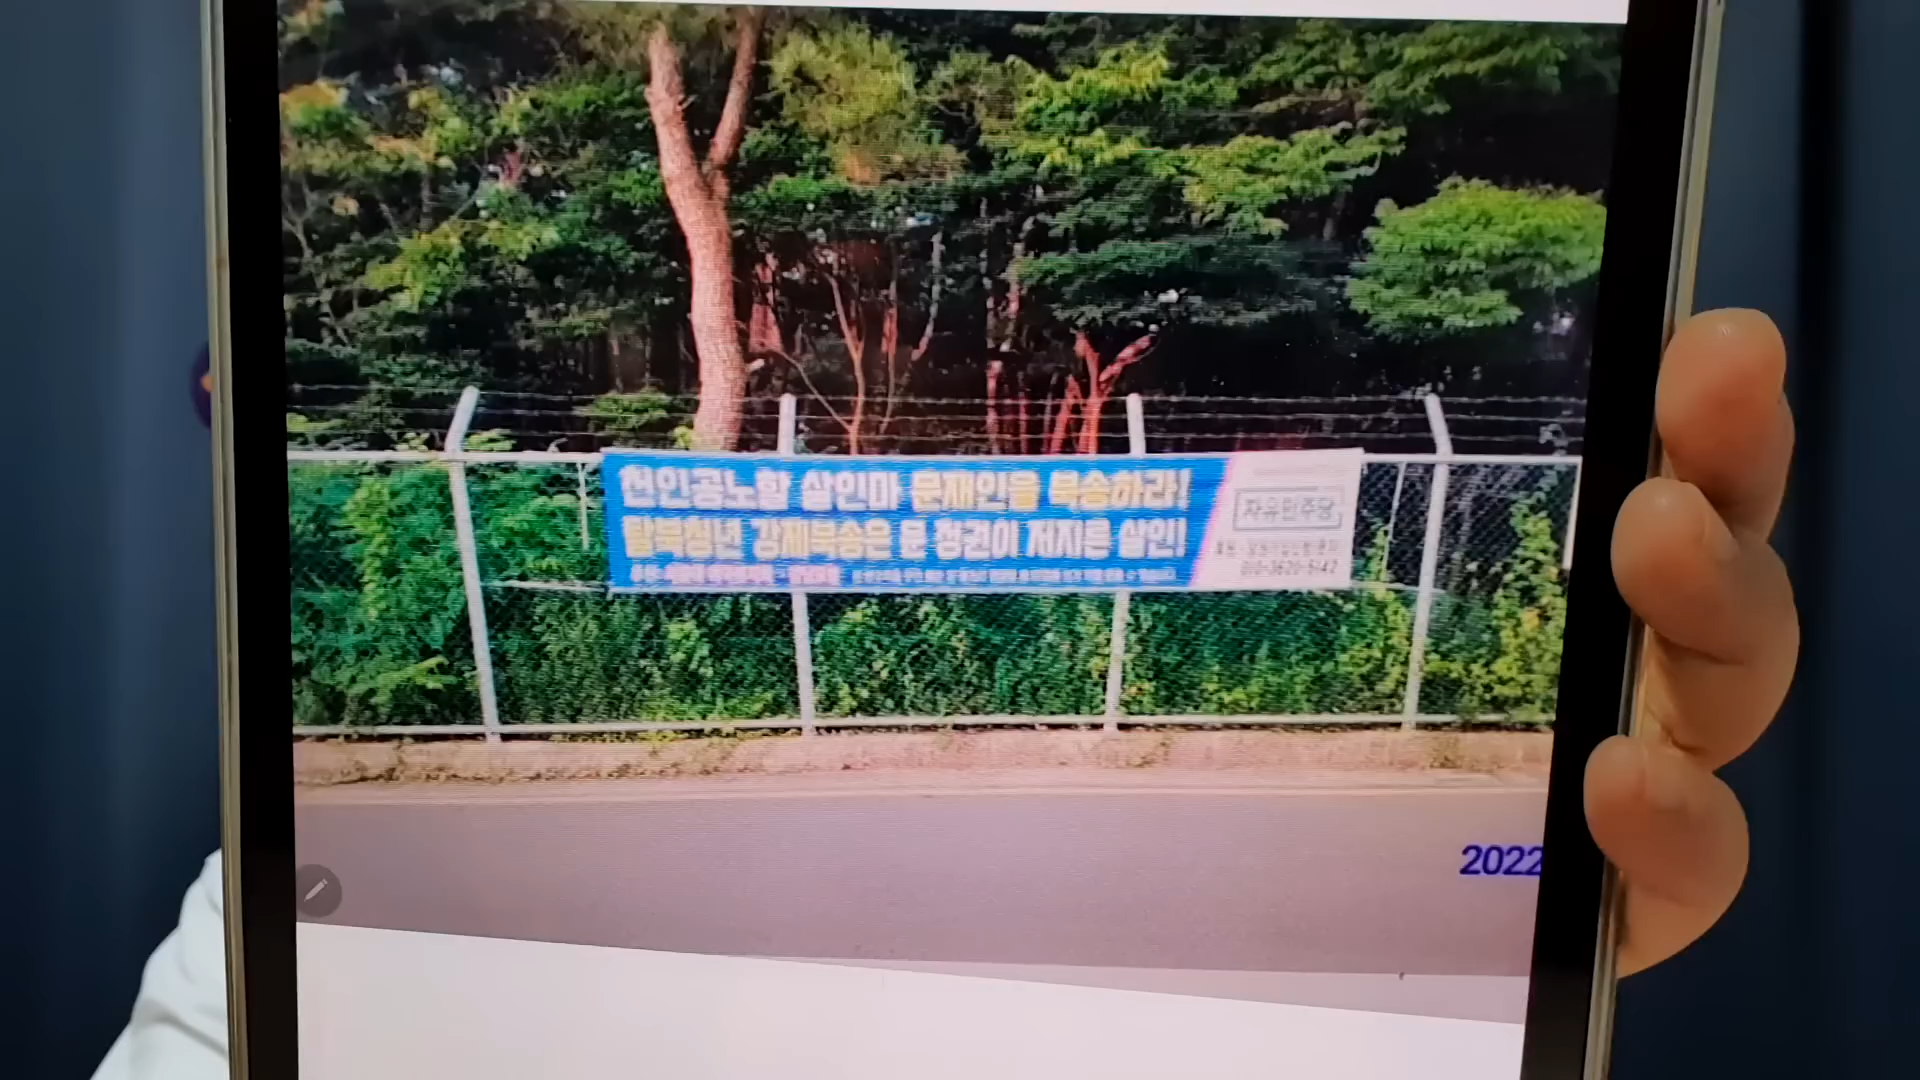 천인공노할 살인마 문재인을 북송하라!
탈북청년 강제북송은 문 정권이 저지른 살인!
자유민주당
010-3620-5142
2022